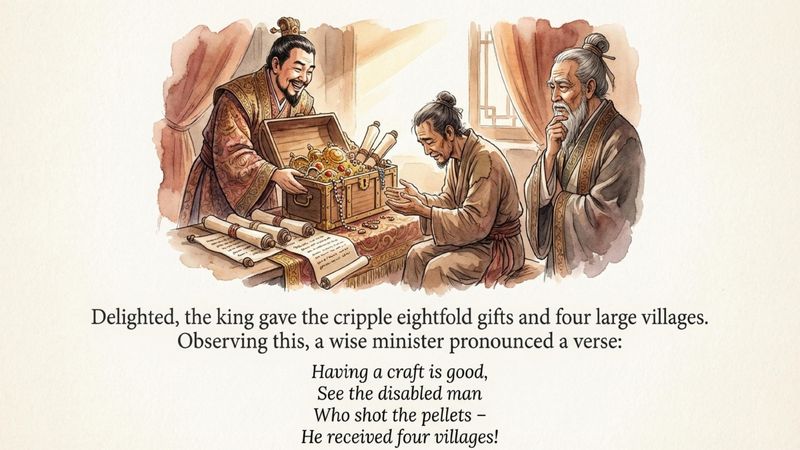 Delighted, the king gave the cripple eightfold gifts and four large villages.
Observing this, a wise minister pronounced a verse:
Having a craft is good,
See the disabled man
Who shot the pellets –
He received four villages!